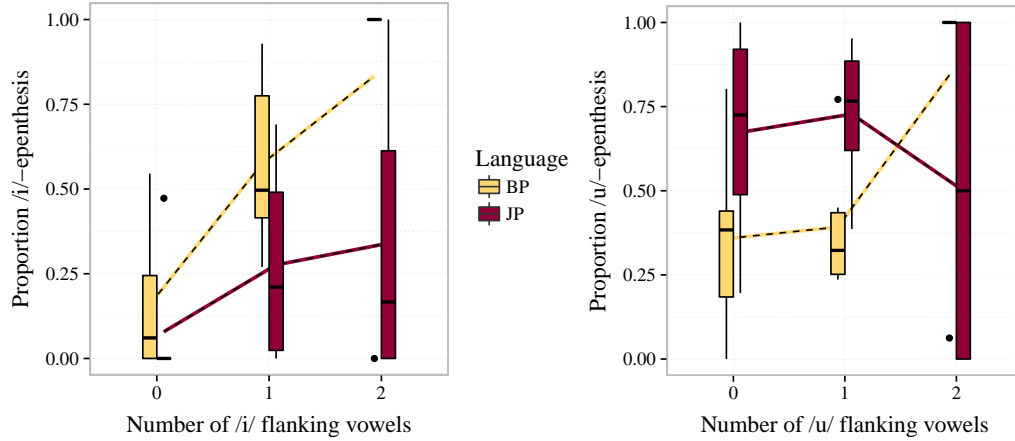 Proportion /i/−epenthesis
1.00
0.75
0.50
0.25
0.00
0 1 2
Number of /i/ flanking vowels
Language
BP
JP
Proportion /u/−epenthesis
1.00
0.75
0.50
0.25
0.00
0 1 2
Number of /u/ flanking vowels